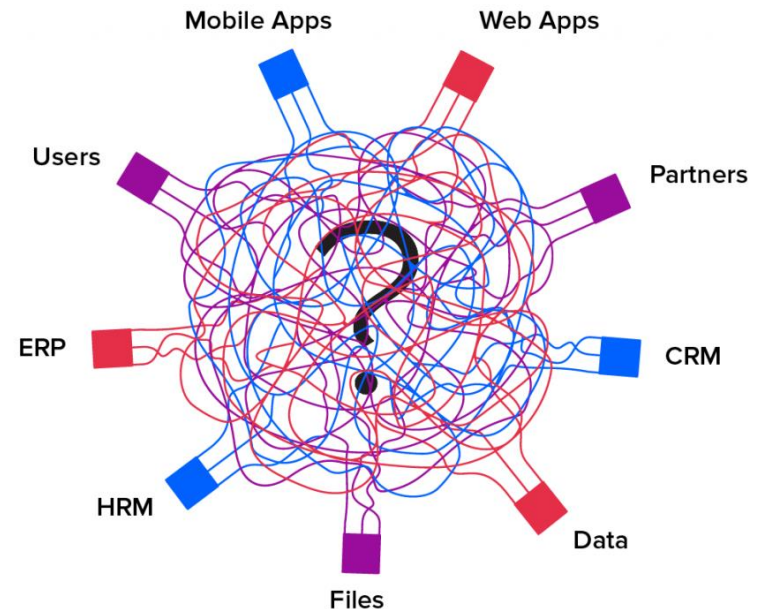 Mobile Apps
Web Apps
Users
Partners
?
ERP
CRM
HRM
Data
Files